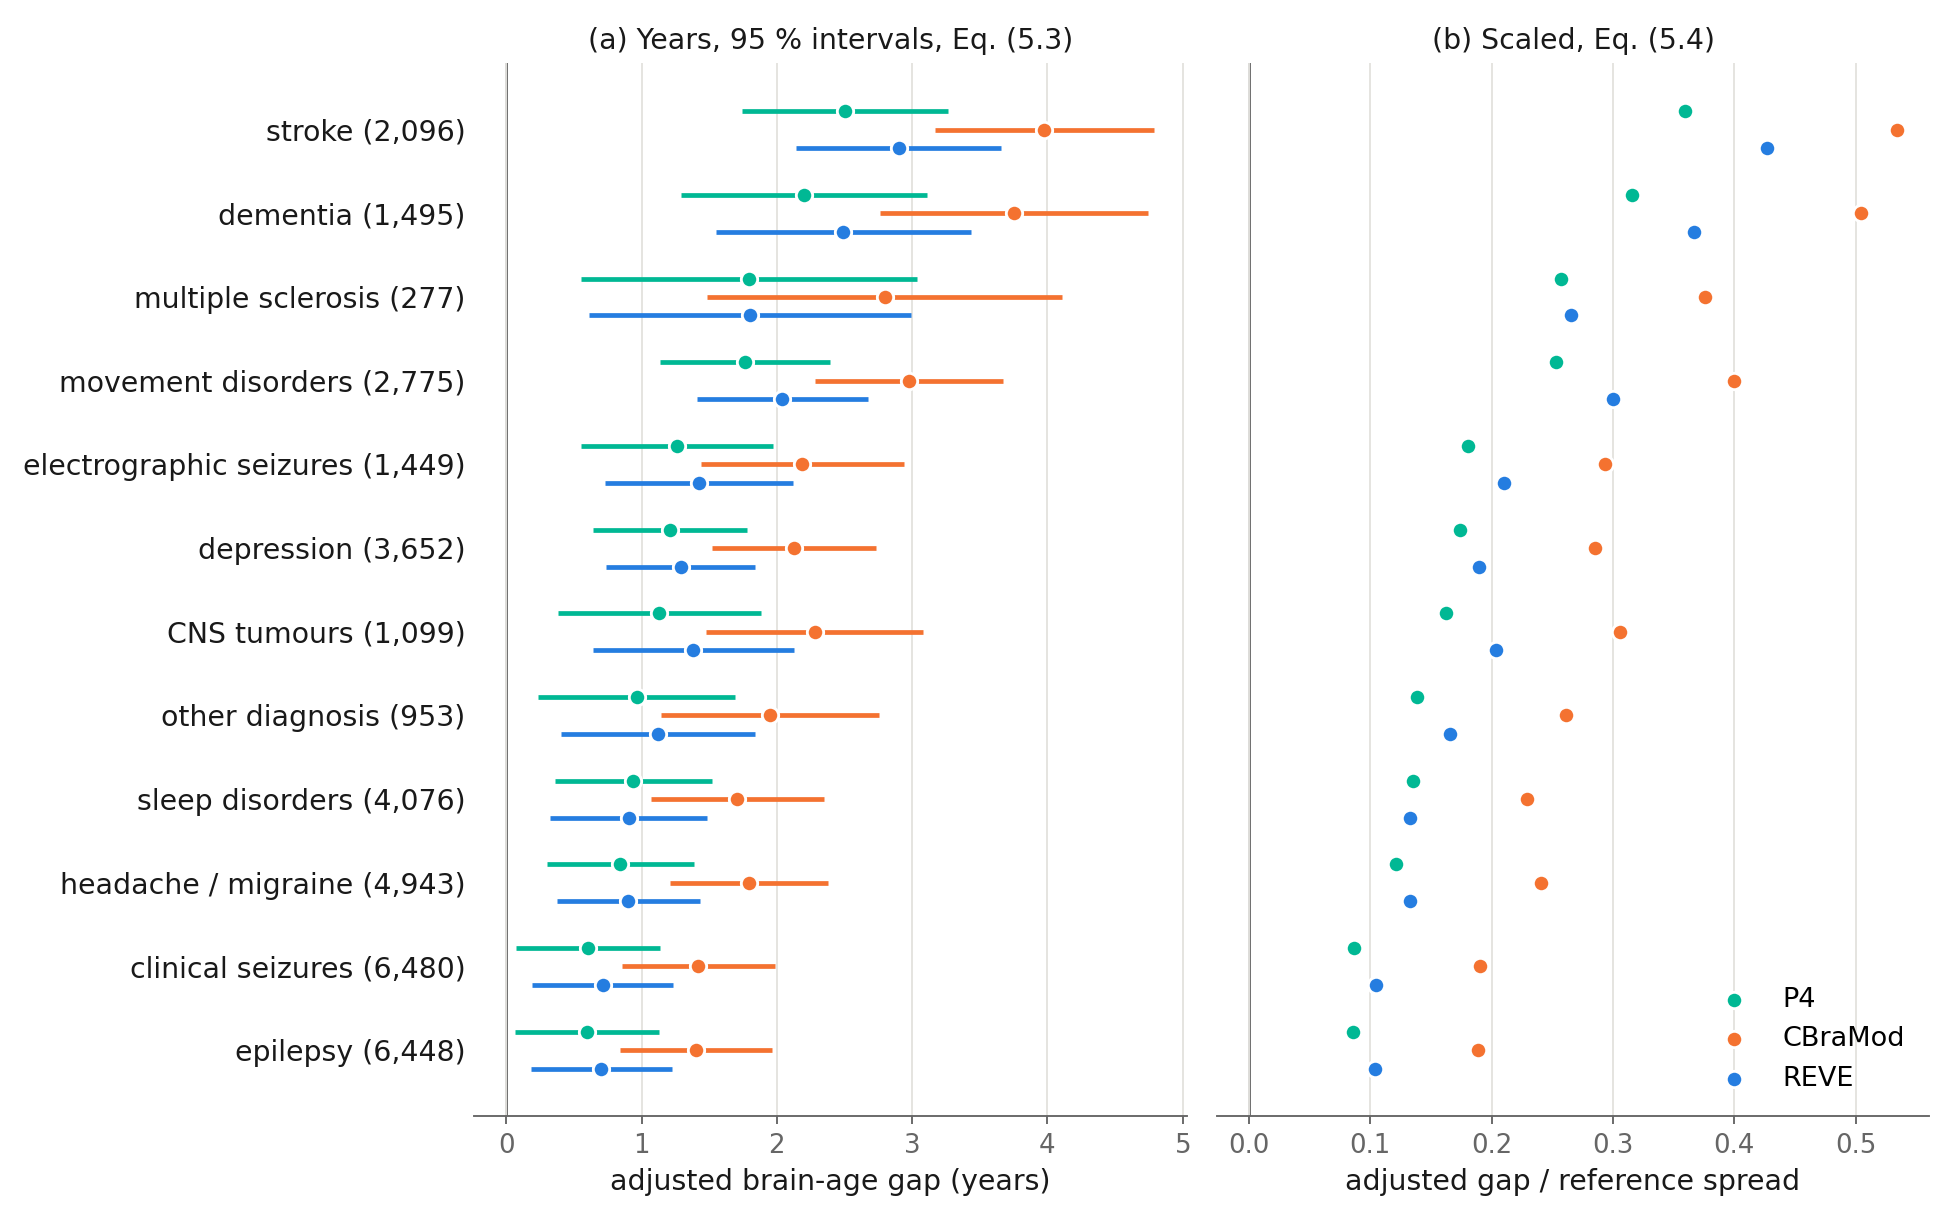 (a) Years, 95 % intervals, Eq. (5.3)
(b) Scaled, Eq. (5.4)
stroke (2,096)
dementia (1,495)
multiple sclerosis (277)
movement disorders (2,775)
electrographic seizures (1,449)
depression (3,652)
CNS tumours (1,099)
other diagnosis (953)
sleep disorders (4,076)
headache / migraine (4,943)
clinical seizures (6,480)
epilepsy (6,448)
P4
CBraMod
REVE
0 1 2 3 4 5
0.0 0.1 0.2 0.3 0.4 0.5
adjusted brain-age gap (years)
adjusted gap / reference spread